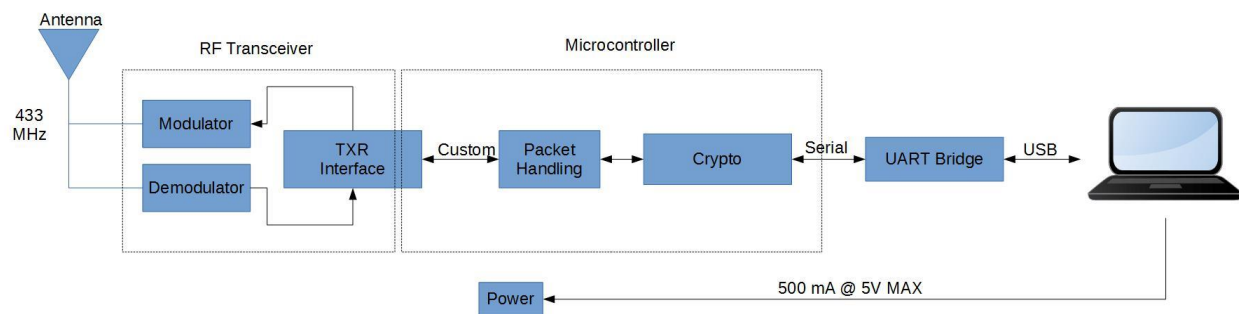 Antenna
RF Transceiver
Microcontroller
433
MHz
Modulator
Demodulator
TXR
Interface
Custom
Packet
Handling
Crypto
Serial
UART Bridge
USB
Power
500 mA @ 5V MAX